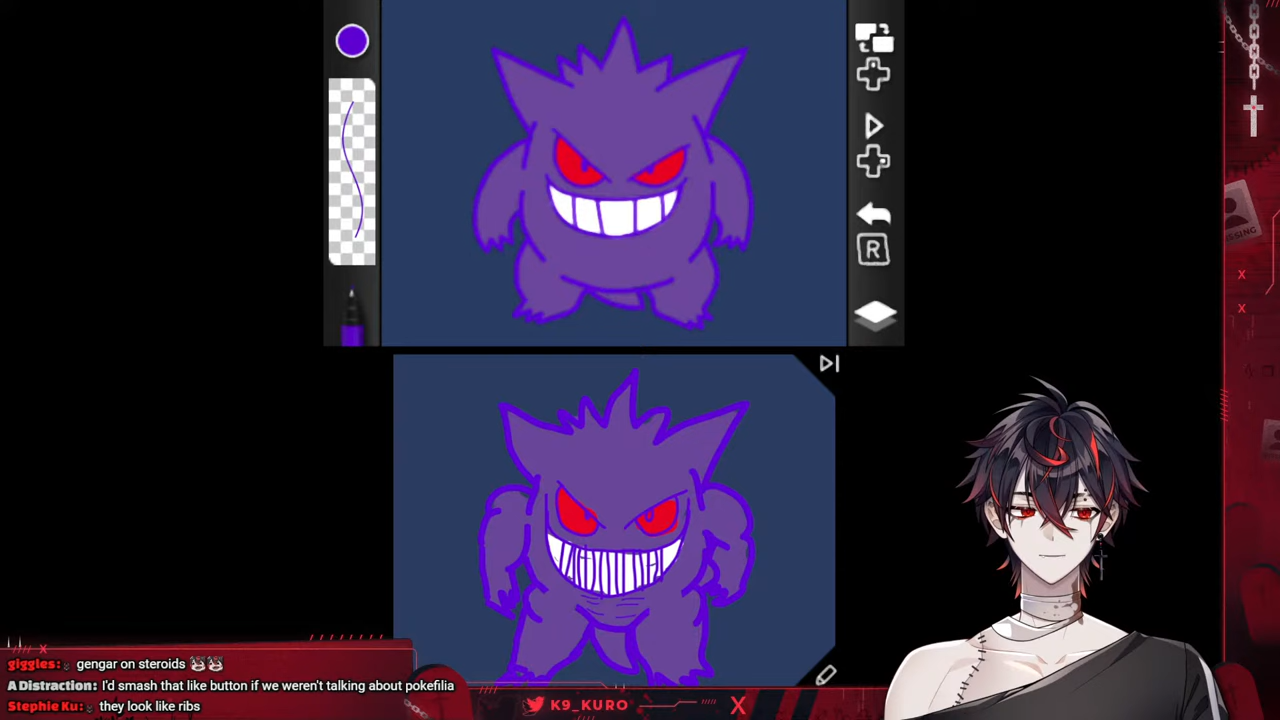 R
SSING
giggles: gengar on steroids
A Distraction: I'd smash that like button if we weren't talking about pokefilia
Stephie Ku: they look like ribs
K9_KURO